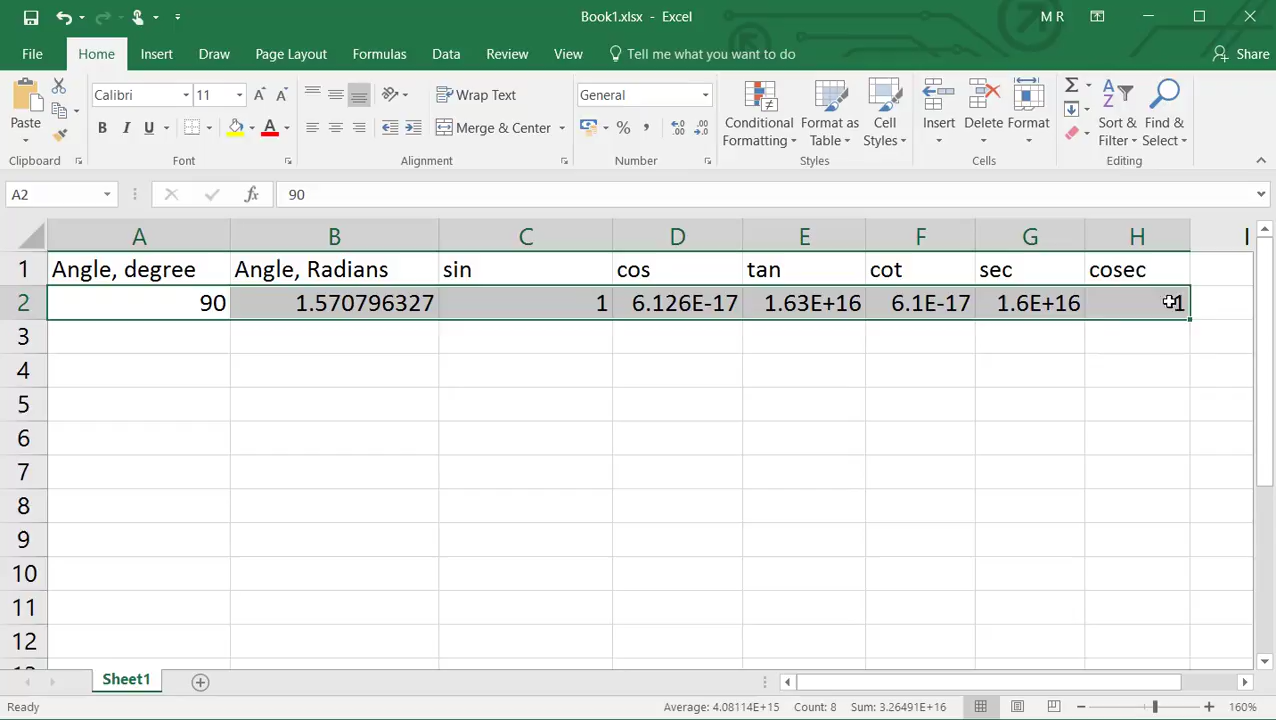 Book1.xlsx - Excel
M R
File Home Insert Draw Page Layout Formulas Data Review View Tell me what you want to do Share
Calibri 11 Wrap Text General
Paste B I U A Merge & Center % , Conditional Formatting Format as Table Cell Styles Insert Delete Format Sort & Filter Find & Select
Clipboard Font Alignment Number Styles Cells Editing
A2 fx 90
A B C D E F G H I
1 Angle, degree Angle, Radians sin cos tan cot sec cosec
2 90 1.570796327 1 6.126E-17 1.63E+16 6.1E-17 1.6E+16 1
3
4
5
6
7
8
9
10
11
12
Sheet1
Ready Average: 4.08114E+15 Count: 8 Sum: 3.26491E+16 160%